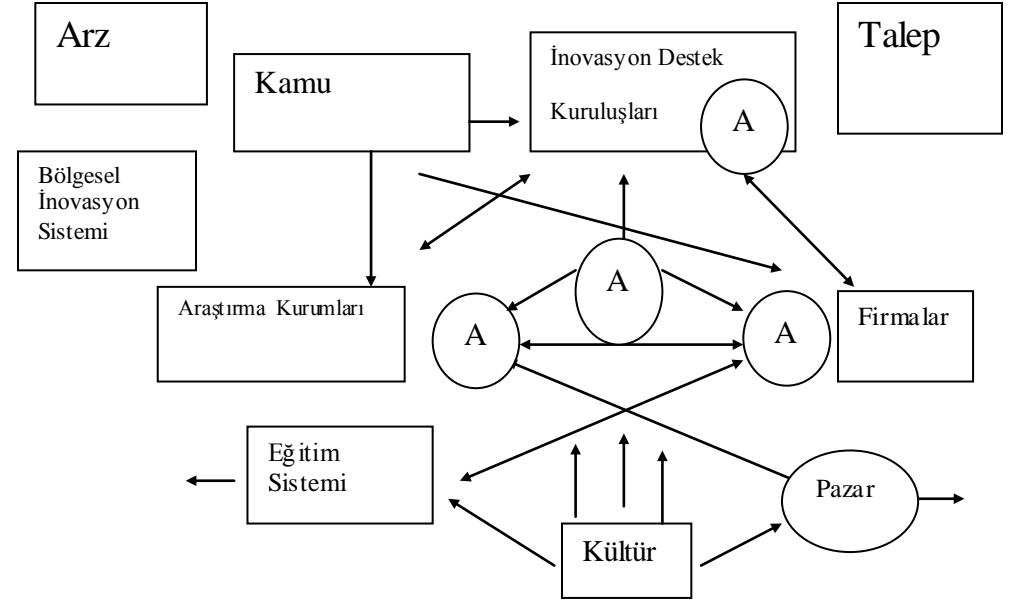 Arz
Kamu
İnovasyon Destek
Kuruluşları
A
Talep
Bölgesel
İnovasyon
Sistemi
Araştırma Kurumları
A
A
A
Firmalar
Eğitim
Sistemi
Kültür
Pazar